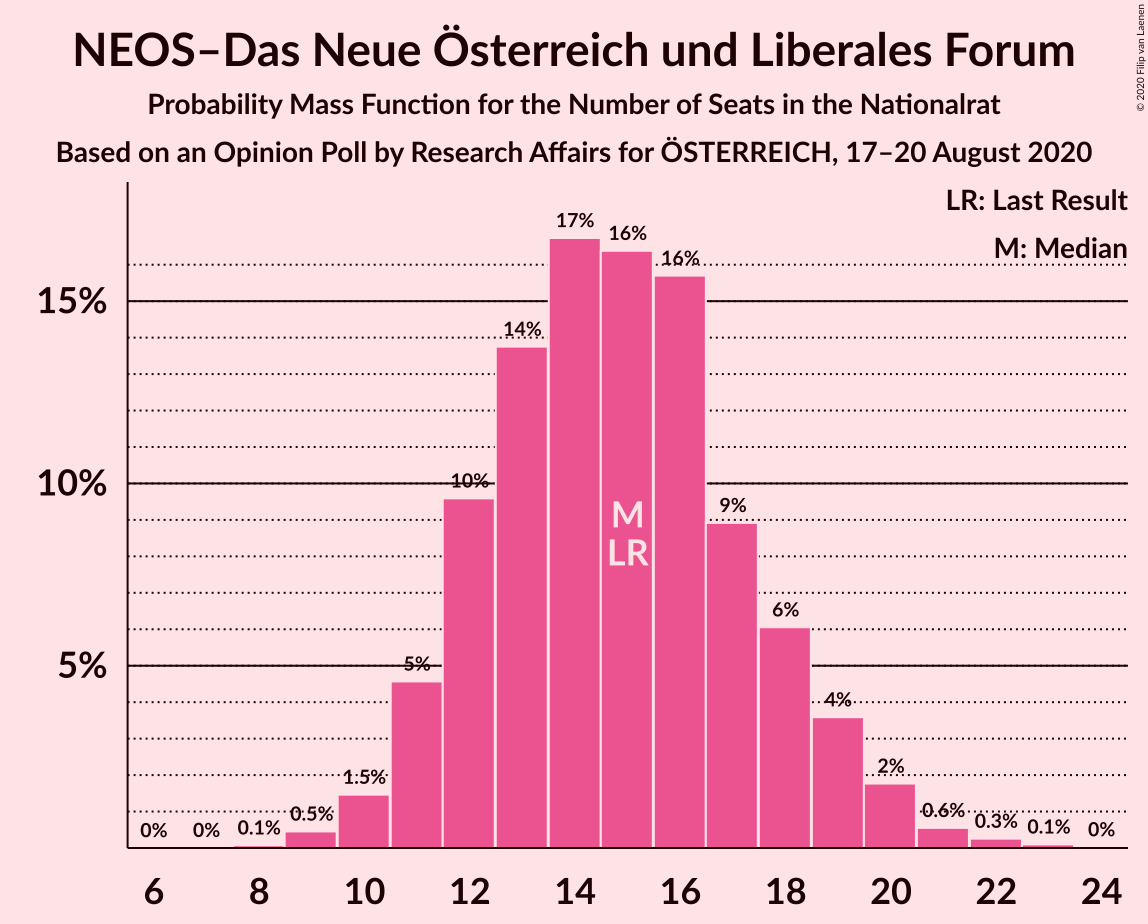 NEOS–Das Neue Österreich und Liberales Forum
Probability Mass Function for the Number of Seats in the Nationalrat
Based on an Opinion Poll by Research Affairs for ÖSTERREICH, 17–20 August 2020
© 2020 Filip van Laenen
LR: Last Result
M: Median
15%
10%
5%
0%
0%
0.1%
0.5%
1.5%
5%
10%
14%
17%
16%
16%
9%
6%
4%
2%
0.6%
0.3%
0.1%
0%
M
LR
6 8 10 12 14 16 18 20 22 24